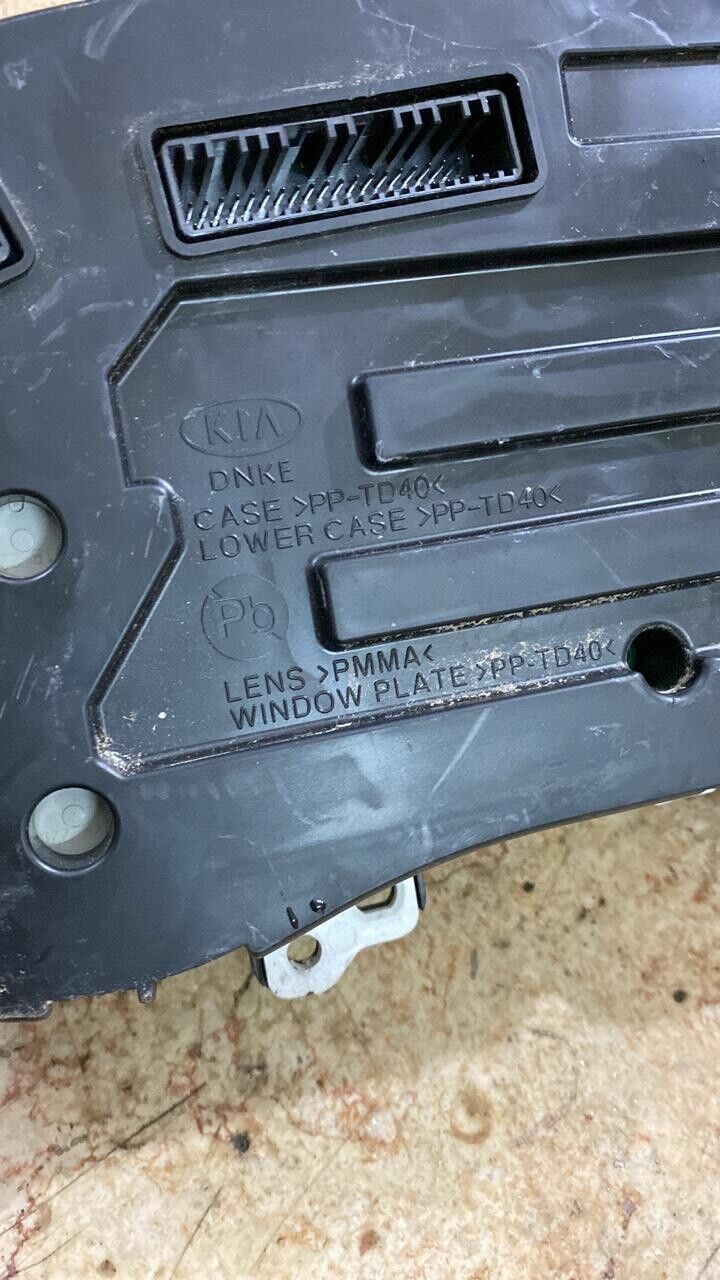 KIA
DNKE
CASE >PP-TD40<
LOWER CASE >PP-TD40<
Pb
LENS >PMMA<
WINDOW PLATE >PP-TD40<